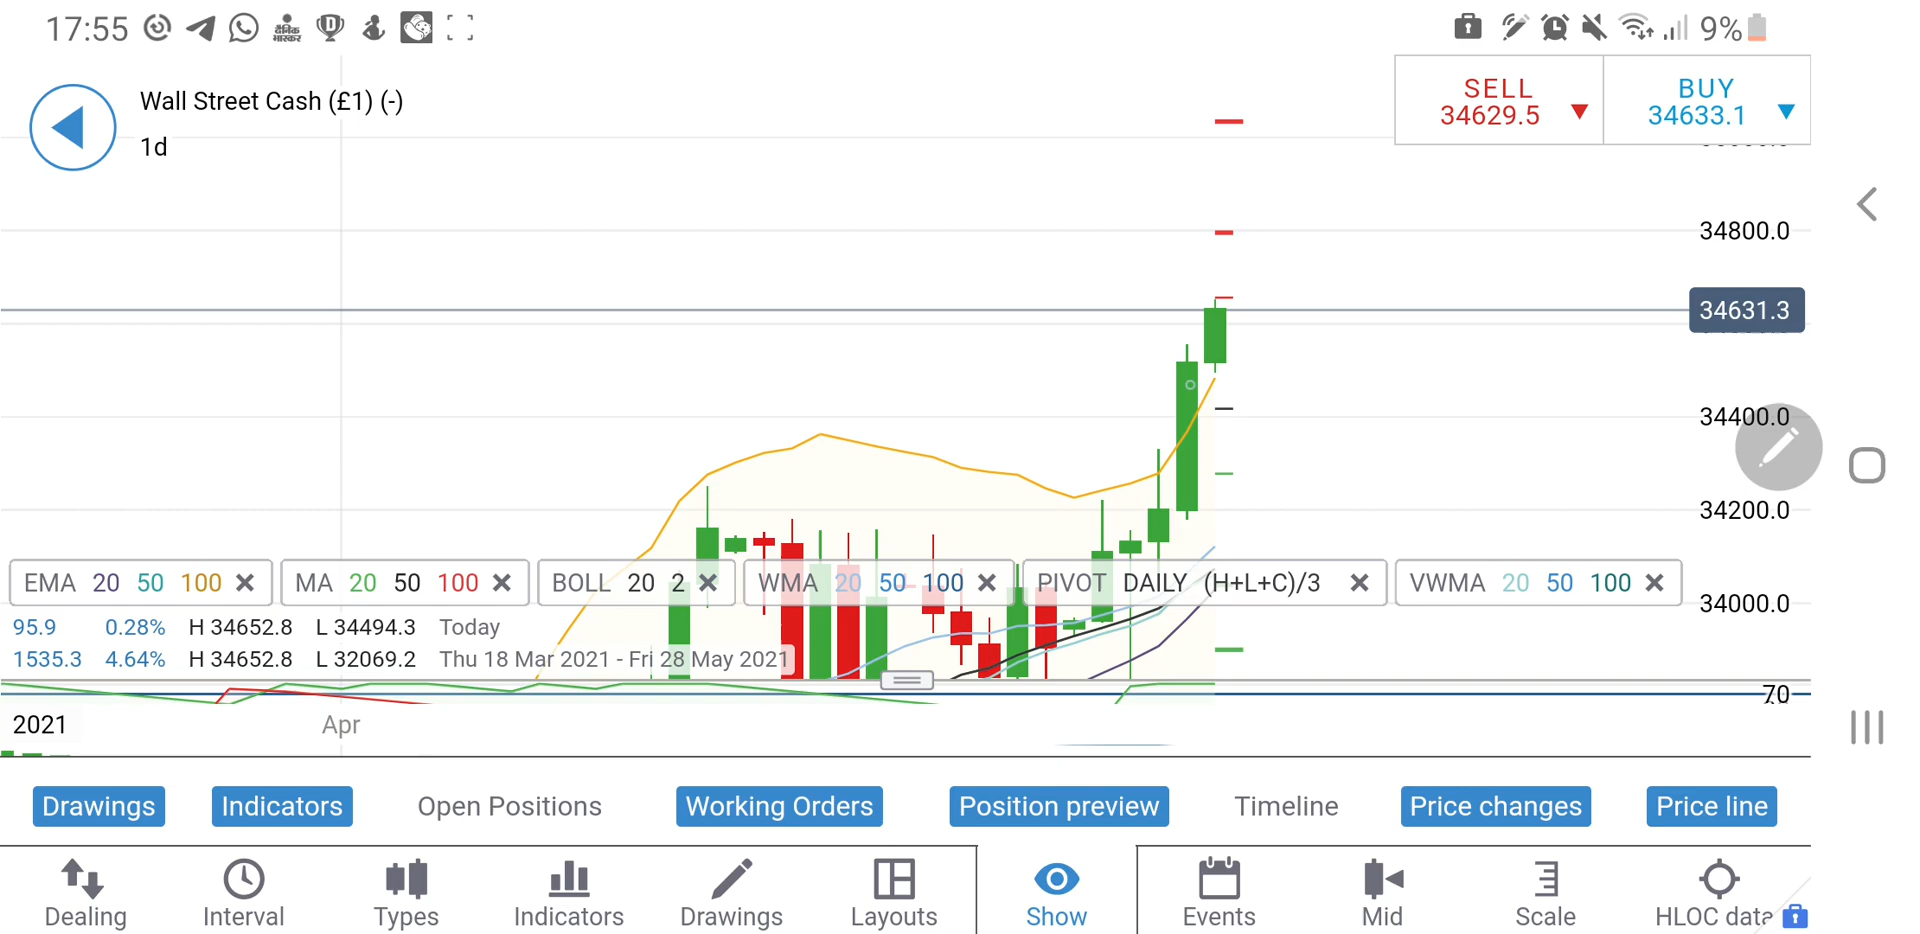 17:55
दैनिक
भास्कर
D
9%
Wall Street Cash (£1) (-)
1d
SELL
34629.5
BUY
34633.1
34800.0
34631.3
34400.0
34200.0
34000.0
EMA 20 50 100
MA 20 50 100
BOLL 20 2
WMA 20 50 100
PIVOT DAILY (H+L+C)/3
VWMA 20 50 100
95.9 0.28% H 34652.8 L 34494.3 Today
1535.3 4.64% H 34652.8 L 32069.2 Thu 18 Mar 2021 - Fri 28 May 2021
70
2021
Apr
Drawings Indicators Open Positions Working Orders Position preview Timeline Price changes Price line
Dealing Interval Types Indicators Drawings Layouts Show Events Mid Scale HLOC data